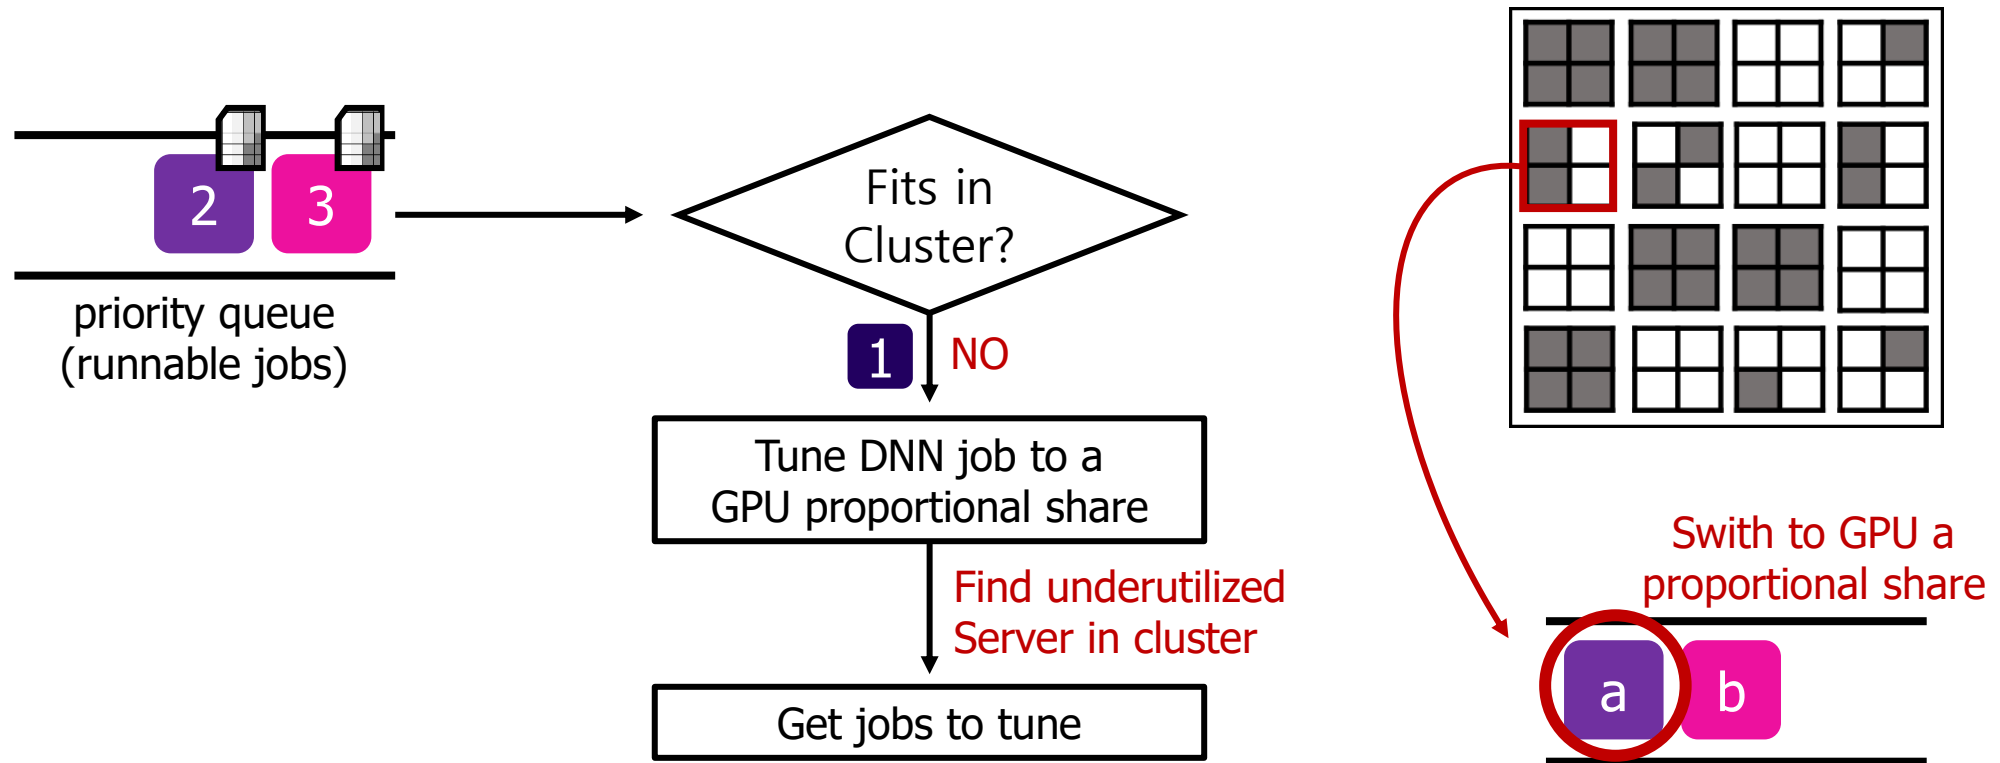 2
3
priority queue
(runnable jobs)
Fits in
Cluster?
1
NO
Tune DNN job to a
GPU proportional share
Find underutilized
Server in cluster
Get jobs to tune
Swith to GPU a
proportional share
a
b